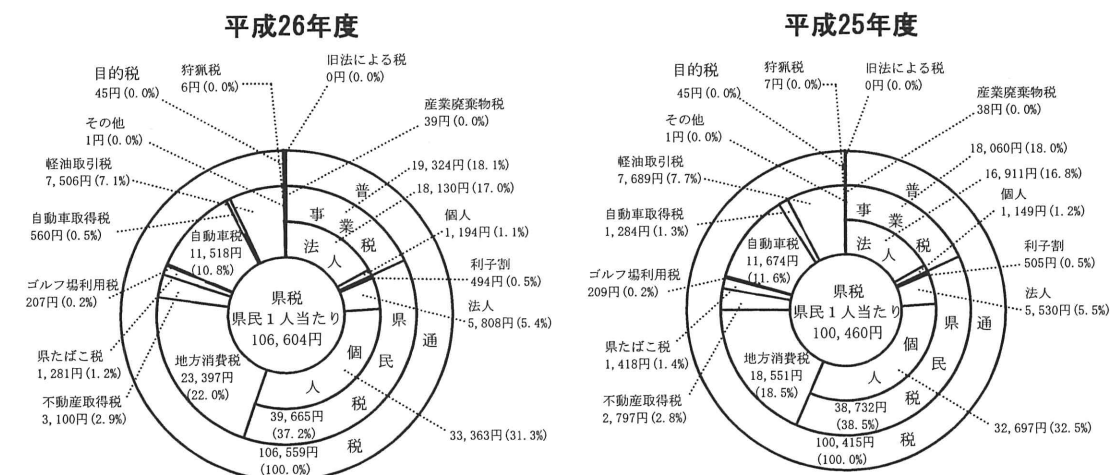 平成26年度
旧法による税
0円(0.0%)
狩猟税
6円(0.0%)
目的税
45円(0.0%)
産業廃棄物税
39円(0.0%)
その他
1円(0.0%)
軽油取引税
7,506円(7.1%)
19,324円(18.1%)
18,130円(17.0%)
個人
1,194円(1.1%)
自動車取得税
560円(0.5%)
自動車税
11,518円
(10.8%)
利子割
494円(0.5%)
ゴルフ場利用税
207円(0.2%)
法人
5,808円(5.4%)
県たばこ税
1,281円(1.2%)
不動産取得税
3,100円(2.9%)
地方消費税
23,397円
(22.0%)
県税
県民1人当たり
106,604円
事業税
法人
県民税
個人
普通税
39,665円
(37.2%)
33,363円(31.3%)
106,559円
(100.0%)
平成25年度
旧法による税
0円(0.0%)
狩猟税
7円(0.0%)
目的税
45円(0.0%)
産業廃棄物税
38円(0.0%)
その他
1円(0.0%)
軽油取引税
7,689円(7.7%)
18,060円(18.0%)
16,911円(16.8%)
個人
1,149円(1.2%)
自動車取得税
1,284円(1.3%)
自動車税
11,674円
(11.6%)
利子割
505円(0.5%)
ゴルフ場利用税
209円(0.2%)
法人
5,530円(5.5%)
県たばこ税
1,418円(1.4%)
不動産取得税
2,797円(2.8%)
地方消費税
18,551円
(18.5%)
県税
県民1人当たり
100,460円
事業税
法人
県民税
個人
普通税
38,732円
(38.5%)
32,697円(32.5%)
100,415円
(100.0%)